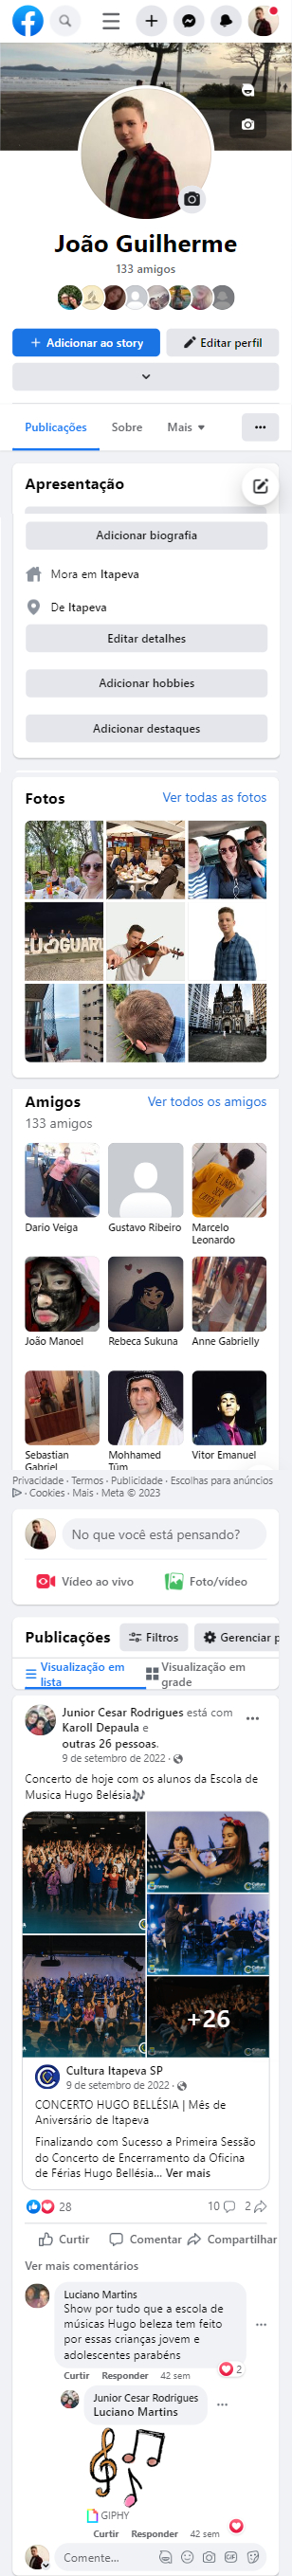 João Guilherme
133 amigos
Adicionar ao story
Editar perfil
Publicações
Sobre
Mais
Apresentação
Adicionar biografia
Mora em Itapeva
De Itapeva
Editar detalhes
Adicionar hobbies
Adicionar destaques
Fotos
Ver todas as fotos
Amigos
Ver todos os amigos
133 amigos
Dario Veiga
Gustavo Ribeiro
Marcelo
Leonardo
João Manoel
Rebeca Sukuna
Anne Gabrielly
Sebastian
Gabriel
Mohhamed
Túm
Vitor Emanuel
Privacidade · Termos · Publicidade · Escolhas para anúncios
· Cookies · Mais · Meta © 2023
No que você está pensando?
Vídeo ao vivo
Foto/vídeo
Publicações
Filtros
Gerenciar p
Visualização em
lista
Visualização em
grade
Junior Cesar Rodrigues está com
Karoll Depaula e
outras 26 pessoas.
9 de setembro de 2022 ·
Concerto de hoje com os alunos da Escola de
Musica Hugo Belésia🎶
+26
Cultura Itapeva SP
9 de setembro de 2022 ·
CONCERTO HUGO BELLÉSIA | Mês de
Aniversário de Itapeva
Finalizando com Sucesso a Primeira Sessão
do Concerto de Encerramento da Oficina
de Férias Hugo Bellésia... Ver mais
28
10
2
Curtir
Comentar
Compartilhar
Ver mais comentários
Luciano Martins
Show por tudo que a escola de
músicas Hugo beleza tem feito
por essas crianças jovem e
adolescentes parabéns
2
Curtir Responder 42 sem
Junior Cesar Rodrigues
Luciano Martins
GIPHY
Curtir Responder 42 sem
Comente...